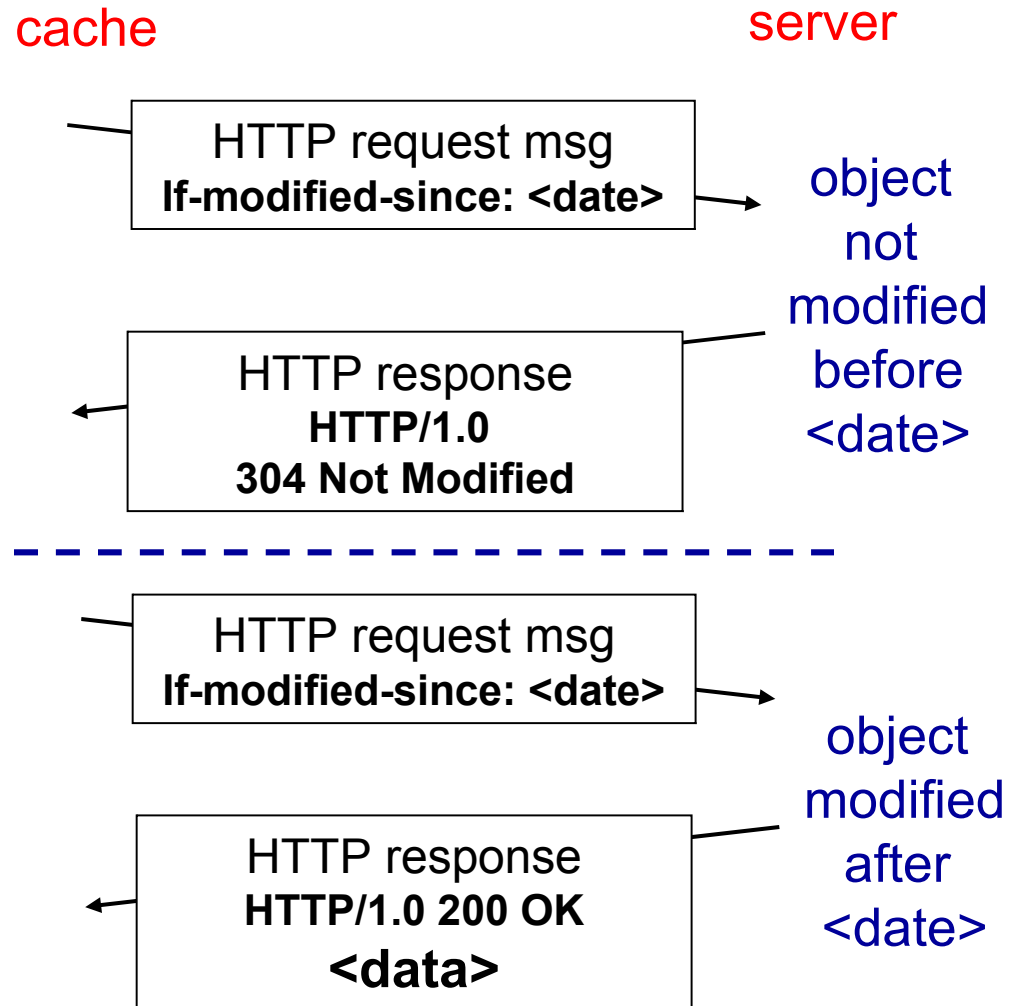 cache
server
HTTP request msg
If-modified-since: <date>
object
not
modified
before
<date>
HTTP response
HTTP/1.0
304 Not Modified
HTTP request msg
If-modified-since: <date>
object
modified
after
<date>
HTTP response
HTTP/1.0 200 OK
<data>